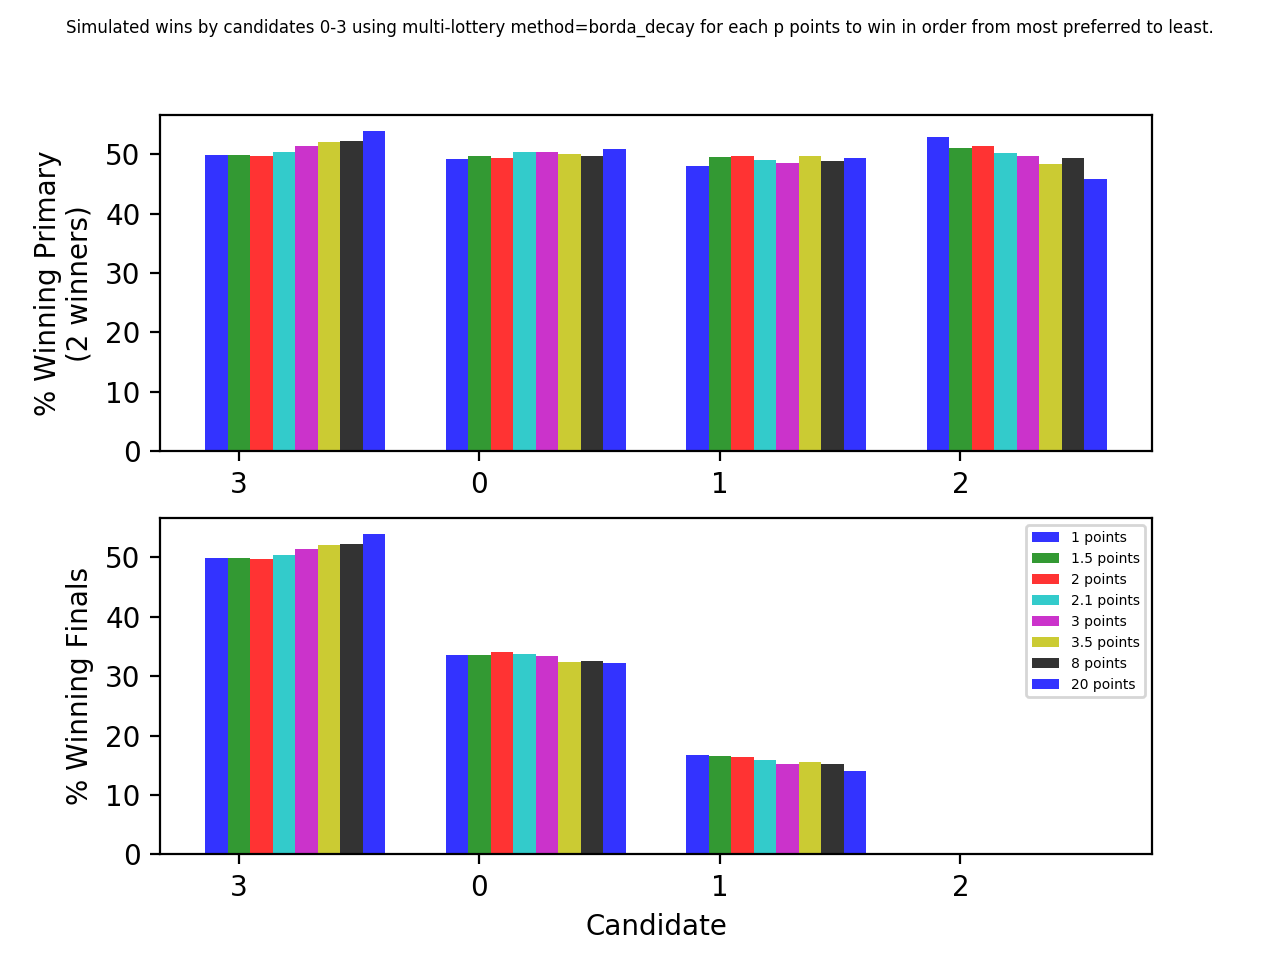 Simulated wins by candidates 0-3 using multi-lottery method=borda_decay for each p points to win in order from most preferred to least.
% Winning Primary
(2 winners)
50
40
30
20
10
0
3 0 1 2
% Winning Finals
50
40
30
20
10
0
3 0 1 2
Candidate
1 points
1.5 points
2 points
2.1 points
3 points
3.5 points
8 points
20 points